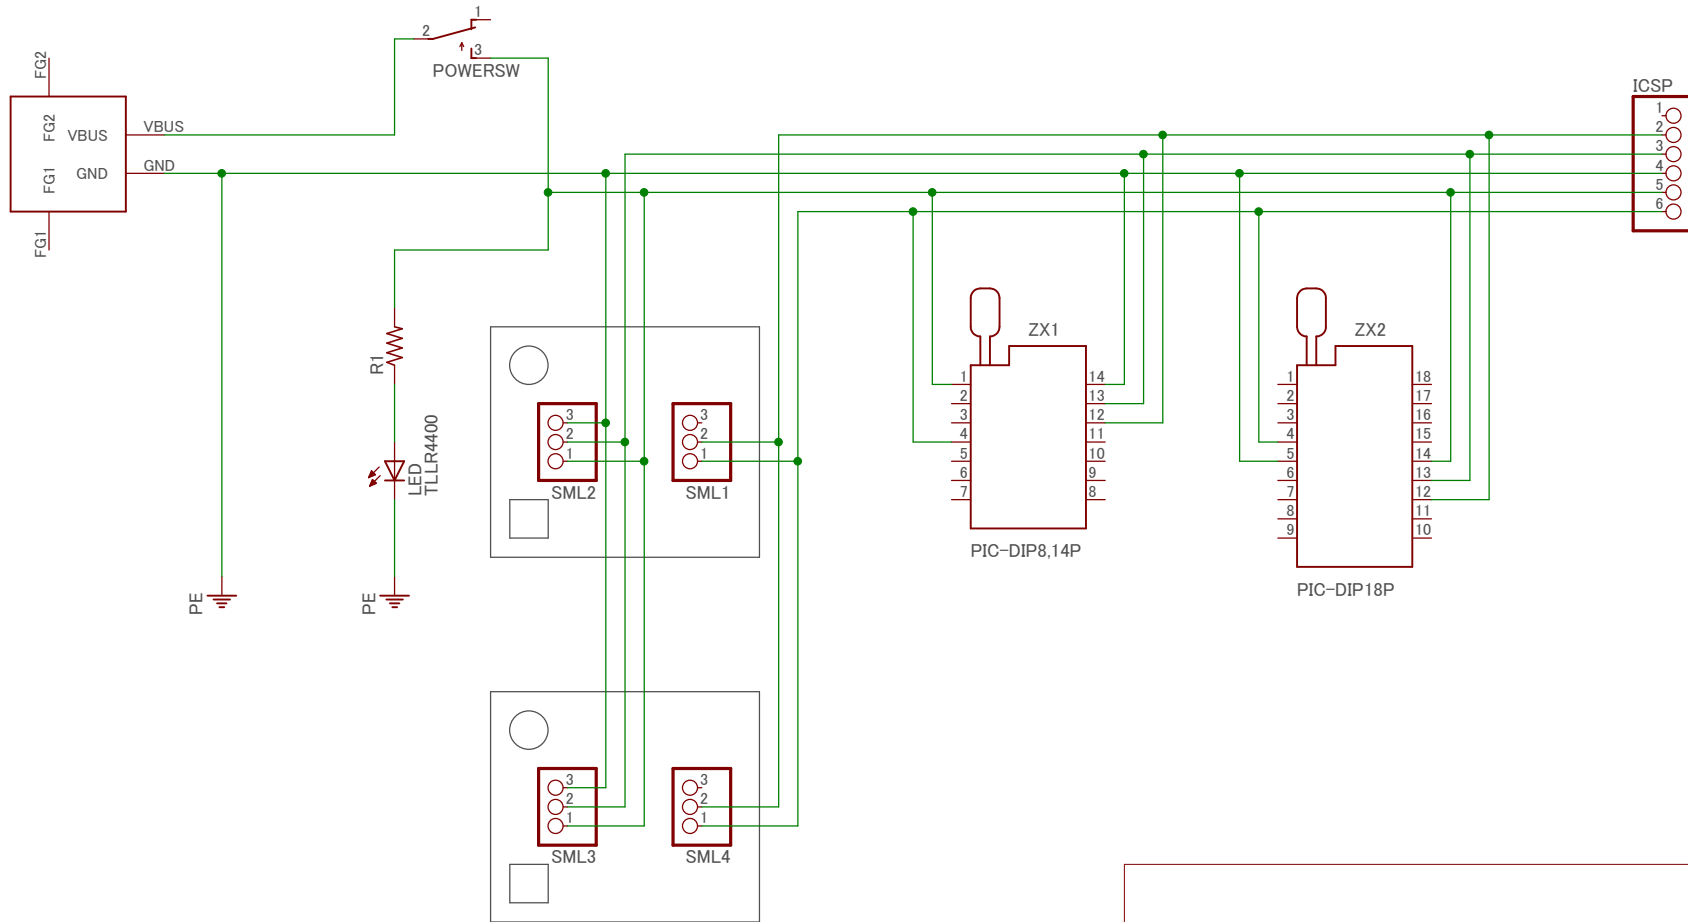 1
2
3
POWERSW
FG2
FG2
VBUS
VBUS
FG1
GND
GND
FG1
ICSP
1
2
3
4
5
6
R1
LED
TLLR4400
PE
PE
3
2
1
SML2
3
2
1
SML1
ZX1
1
2
3
4
5
6
7
14
13
12
11
10
9
8
PIC-DIP8,14P
ZX2
1
2
3
4
5
6
7
8
9
18
17
16
15
14
13
12
11
10
PIC-DIP18P
3
2
1
SML3
3
2
1
SML4